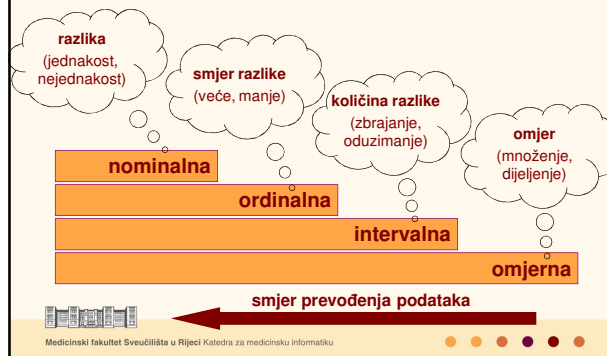 razlika
(jednakost,
nejednakost)
smjer razlike
(veće, manje)
količina razlike
(zbrajanje,
oduzimanje)
omjer
(množenje,
dijeljenje)
nominalna
ordinalna
intervalna
omjerna
smjer prevođenja podataka
Medicinski fakultet Sveučilišta u Rijeci Katedra za medicinsku informatiku